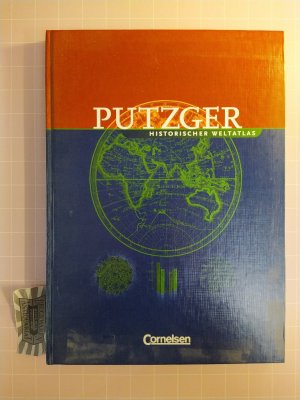 PUTZGER
HISTORISCHER WELTATLAS
Cornelsen